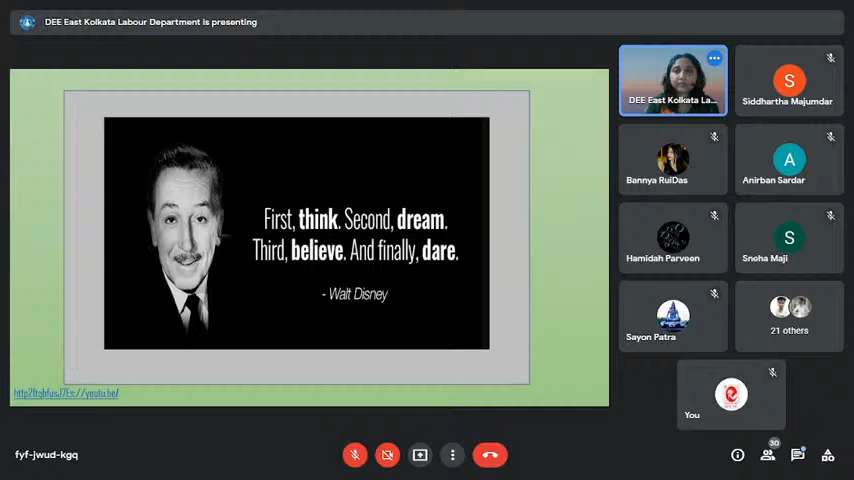 DEE East Kolkata Labour Department is presenting
First, think. Second, dream.
Third, believe. And finally, dare.
- Walt Disney
DEE East Kolkata La...
S
Siddhartha Majumdar
Bannya RuiDas
A
Anirban Sardar
Hamidah Parveen
S
Sneha Maji
Sayon Patra
21 others
You
fyf-jwud-kgq
30